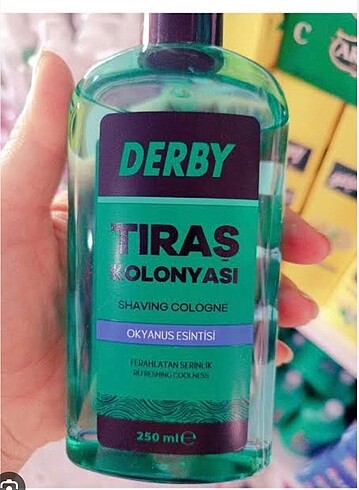 DERBY
TIRAŞ
KOLONYASI
SHAVING COLOGNE
OKYANUS ESİNTİSİ
FERAHLATAN SERİNLİK
REFRESHING COOLNESS
250 ml ℮
C